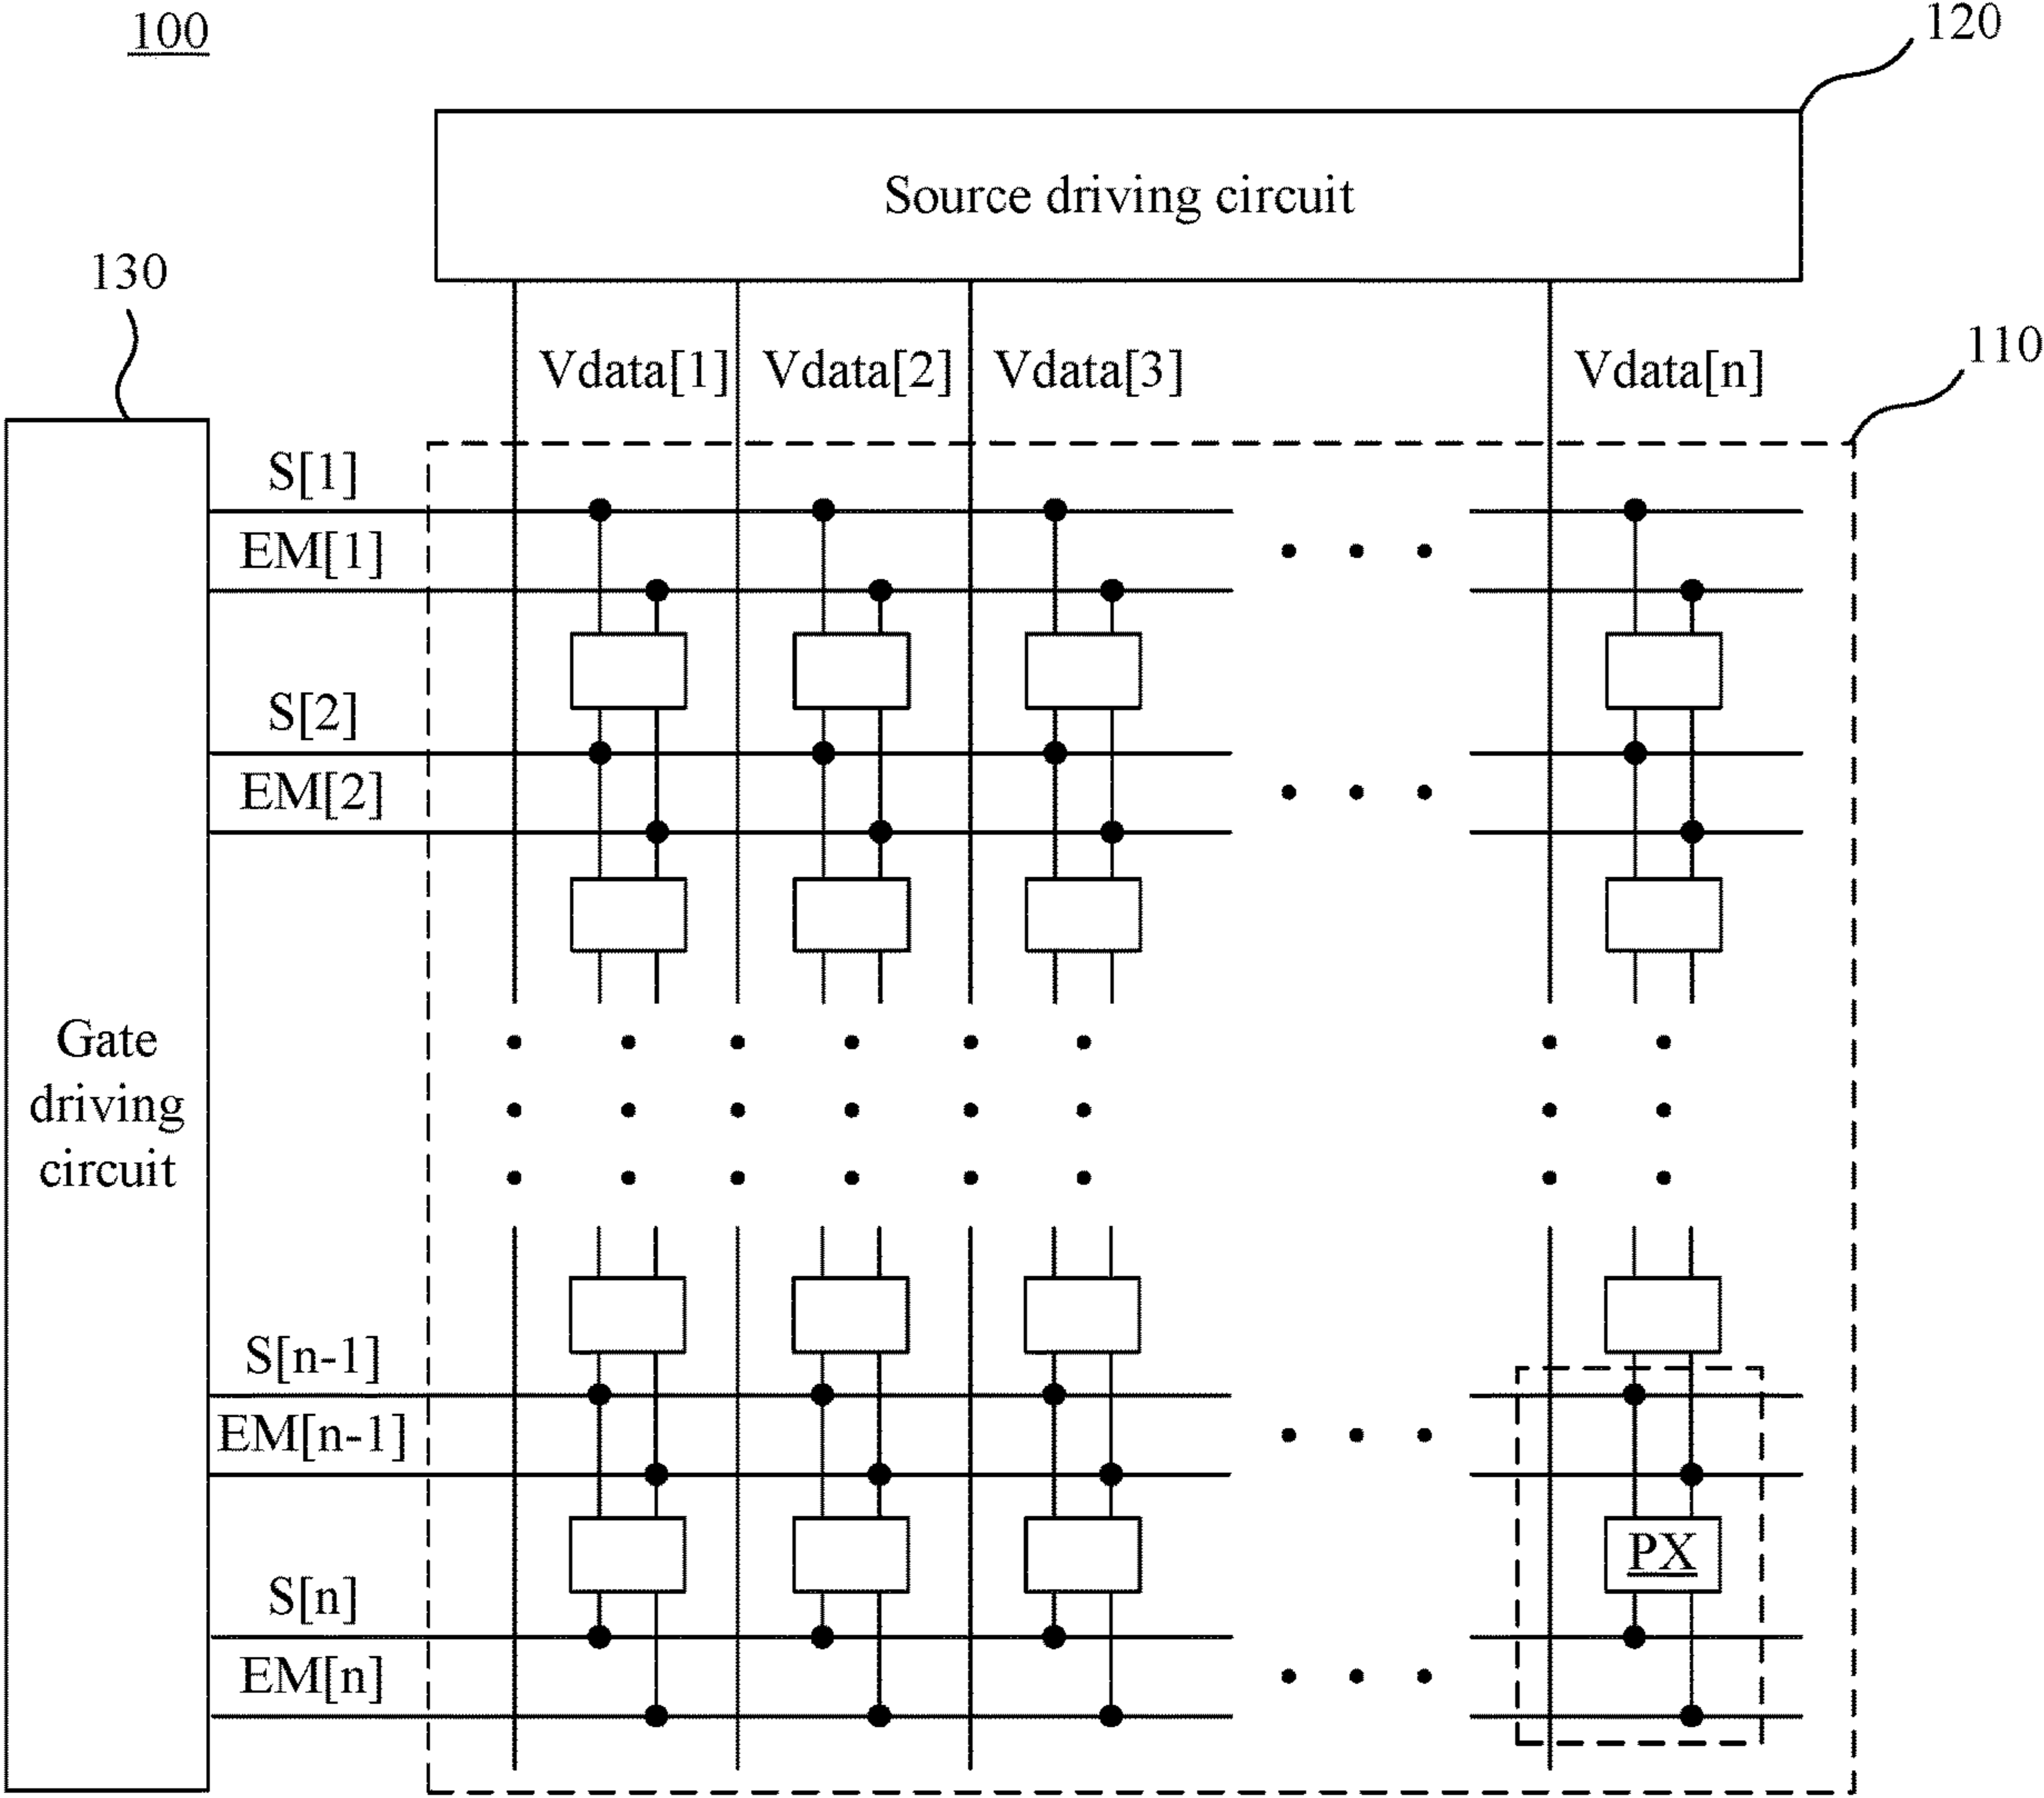 100
120
Source driving circuit
130
110
Vdata[1] Vdata[2] Vdata[3] Vdata[n]
S[1]
EM[1]
S[2]
EM[2]
Gate
driving
circuit
S[n-1]
EM[n-1]
PX
S[n]
EM[n]